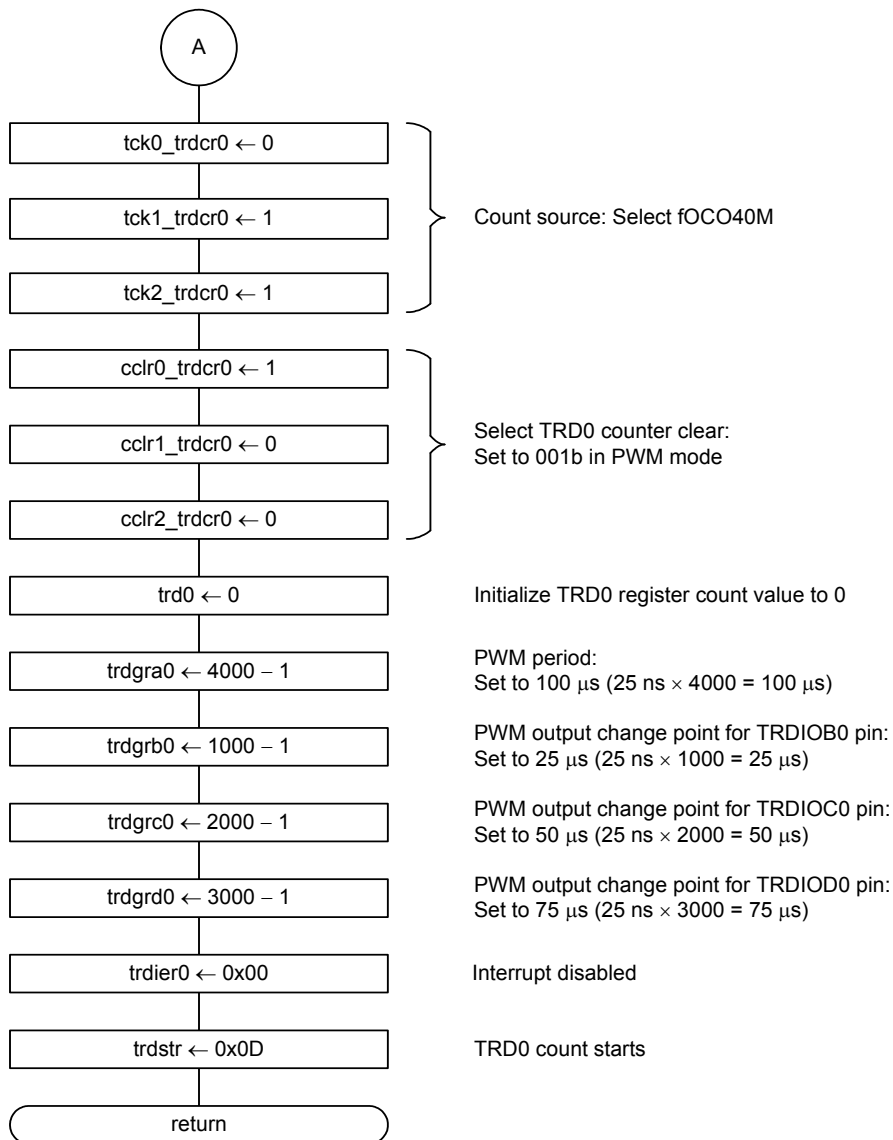 A
tck0_trdcr0 ← 0
tck1_trdcr0 ← 1
Count source: Select fOCO40M
tck2_trdcr0 ← 1
cclr0_trdcr0 ← 1
cclr1_trdcr0 ← 0
Select TRD0 counter clear:
Set to 001b in PWM mode
cclr2_trdcr0 ← 0
trd0 ← 0
Initialize TRD0 register count value to 0
trdgra0 ← 4000 − 1
PWM period:
Set to 100 μs (25 ns × 4000 = 100 μs)
trdgrb0 ← 1000 − 1
PWM output change point for TRDIOB0 pin:
Set to 25 μs (25 ns × 1000 = 25 μs)
trdgrc0 ← 2000 − 1
PWM output change point for TRDIOC0 pin:
Set to 50 μs (25 ns × 2000 = 50 μs)
trdgrd0 ← 3000 − 1
PWM output change point for TRDIOD0 pin:
Set to 75 μs (25 ns × 3000 = 75 μs)
trdier0 ← 0x00
Interrupt disabled
trdstr ← 0x0D
TRD0 count starts
return